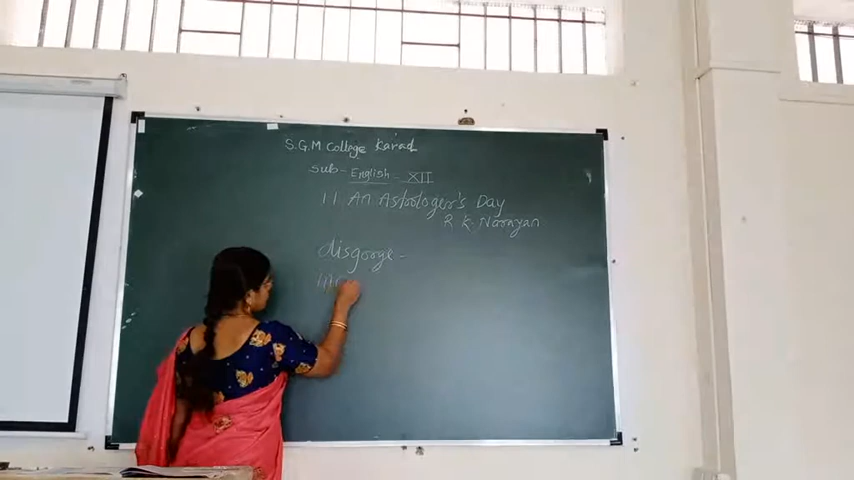 S.G.M College Karad
Sub- English - XII
11. An Astrologer's Day
R.K. Narayan
disgorge -